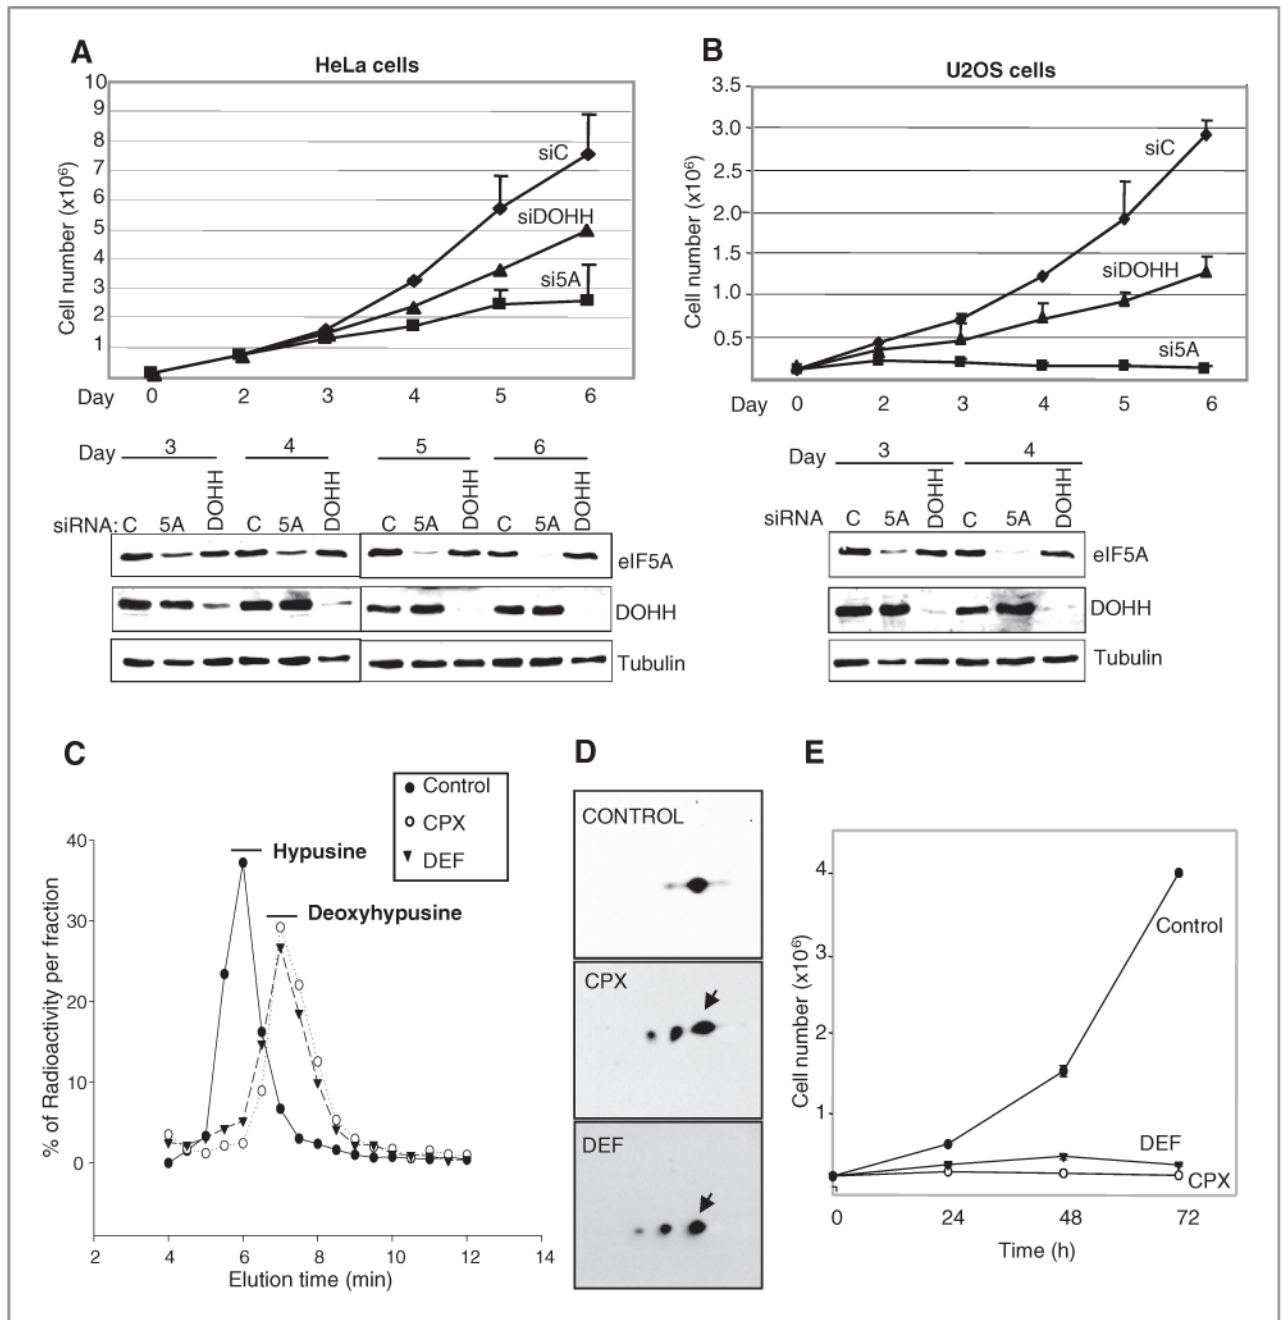 A
HeLa cells
Cell number (x10⁶)
10
9
8
7
6
5
4
3
2
1
siC
siDOHH
si5A
Day 0 2 3 4 5 6
Day 3 4 5 6
siRNA: C 5A DOHH C 5A DOHH C 5A DOHH C 5A DOHH
eIF5A
DOHH
Tubulin
B
U2OS cells
Cell number (x10⁶)
3.5
3.0
2.5
2.0
1.5
1.0
0.5
siC
siDOHH
si5A
Day 0 2 3 4 5 6
Day 3 4
siRNA C 5A DOHH C 5A DOHH
eIF5A
DOHH
Tubulin
C
Control
CPX
DEF
% of Radioactivity per fraction
40
30
20
10
0
Hypusine
Deoxyhypusine
2 4 6 8 10 12 14
Elution time (min)
D
CONTROL
CPX
DEF
E
Cell number (x10⁶)
4
3
2
1
Control
DEF
CPX
0 24 48 72
Time (h)